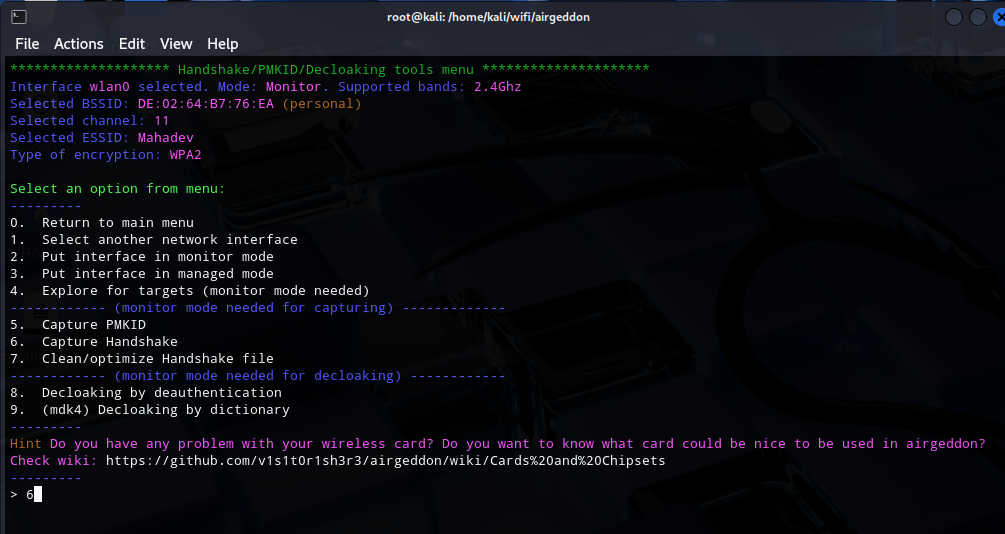 root@kali: /home/kali/wifi/airgeddon
File Actions Edit View Help
******************** Handshake/PMKID/Decloaking tools menu *********************
Interface wlan0 selected. Mode: Monitor. Supported bands: 2.4Ghz
Selected BSSID: DE:02:64:B7:76:EA (personal)
Selected channel: 11
Selected ESSID: Mahadev
Type of encryption: WPA2
Select an option from menu:
---------
0.  Return to main menu
1.  Select another network interface
2.  Put interface in monitor mode
3.  Put interface in managed mode
4.  Explore for targets (monitor mode needed)
------------ (monitor mode needed for capturing) -------------
5.  Capture PMKID
6.  Capture Handshake
7.  Clean/optimize Handshake file
------------ (monitor mode needed for decloaking) ------------
8.  Decloaking by deauthentication
9.  (mdk4) Decloaking by dictionary
---------
Hint Do you have any problem with your wireless card? Do you want to know what card could be nice to be used in airgeddon? 
Check wiki: https://github.com/v1s1t0r1sh3r3/airgeddon/wiki/Cards%20and%20Chipsets
---------
> 6